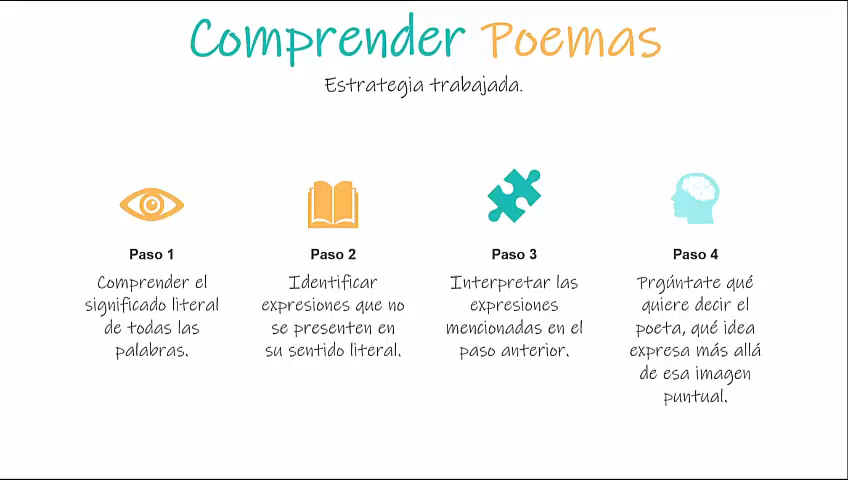 Comprender Poemas
Estrategia trabajada.
Paso 1
Comprender el
significado literal
de todas las
palabras.
Paso 2
Identificar
expresiones que no
se presenten en
su sentido literal.
Paso 3
Interpretar las
expresiones
mencionadas en el
paso anterior.
Paso 4
Prgúntate qué
quiere decir el
poeta, qué idea
expresa más allá
de esa imagen
puntual.